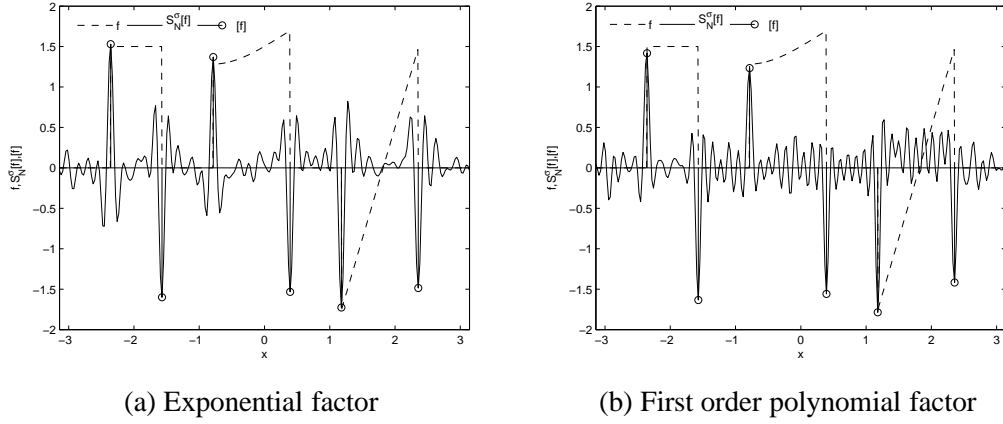 f S_N^σ[f] [f]
2
1.5
1
0.5
0
−0.5
−1
−1.5
−2
f,S_N^σ[f],[f]
−3 −2 −1 0 1 2 3
x
(a) Exponential factor
f S_N^σ[f] [f]
2
1.5
1
0.5
0
−0.5
−1
−1.5
−2
f,S_N^σ[f],[f]
−3 −2 −1 0 1 2 3
x
(b) First order polynomial factor